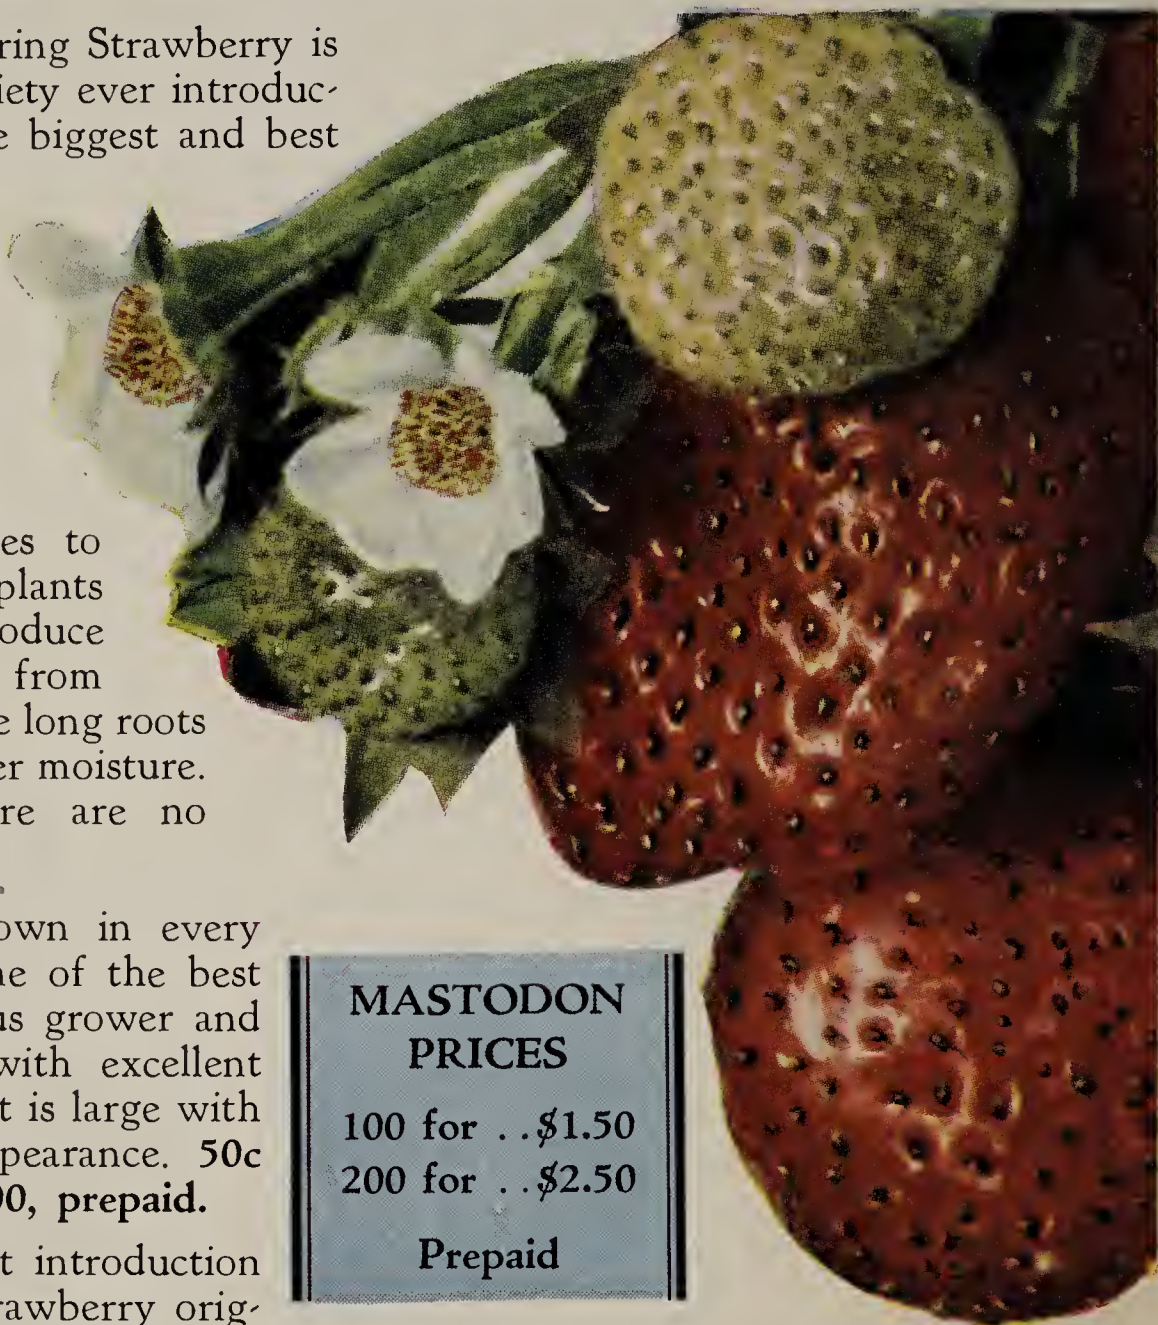 ring Strawberry is
iety ever introduc-
e biggest and best
es to
plants
oduce
from
e long roots
er moisture.
re are no
own in every
ne of the best
us grower and
with excellent
t is large with
pearance. 50c
00, prepaid.
t introduction
rawberry orig-
MASTODON
PRICES
100 for . . $1.50
200 for . . $2.50
Prepaid